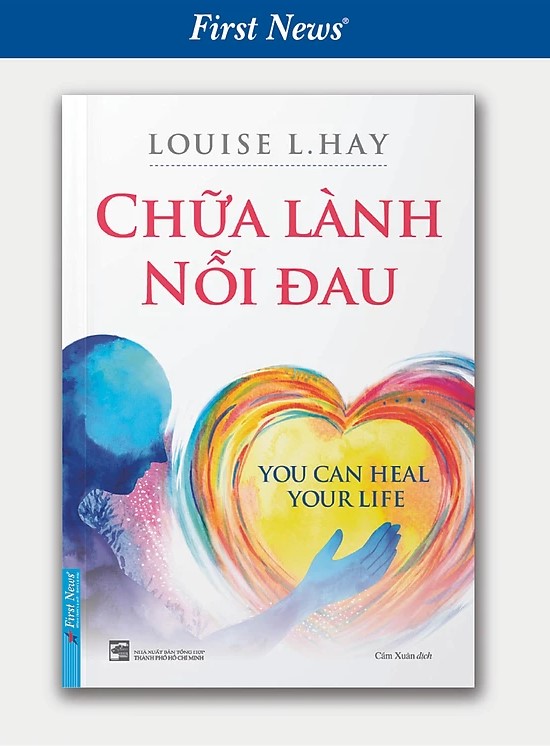 First News®
LOUISE L.HAY
CHỮA LÀNH
NỖI ĐAU
YOU CAN HEAL
YOUR LIFE
First News
NHÀ XUẤT BẢN TỔNG HỢP
THÀNH PHỐ HỒ CHÍ MINH
Cẩm Xuân dịch